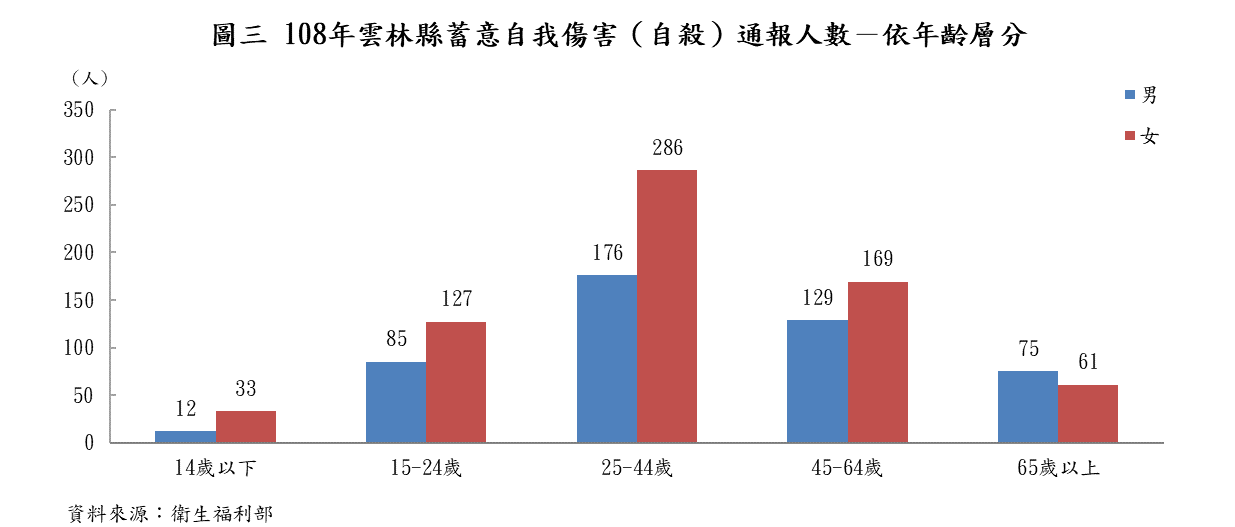 圖三 108年雲林縣蓄意自我傷害（自殺）通報人數－依年齡層分
（人）
男
女
350
300
250
200
150
100
50
0
12
33
85
127
176
286
129
169
75
61
14歲以下
15-24歲
25-44歲
45-64歲
65歲以上
資料來源：衛生福利部